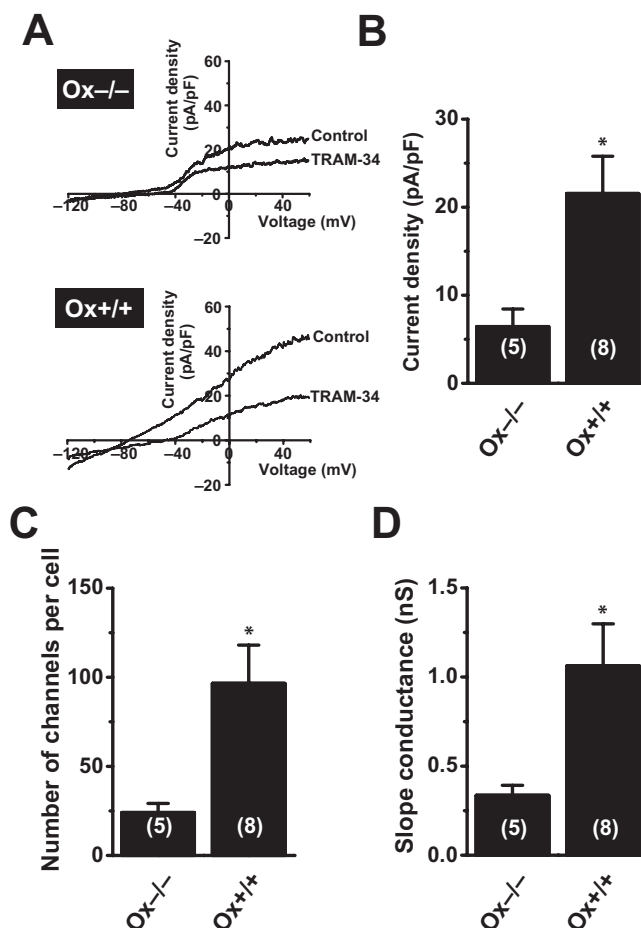 A
Ox–/–
Current density
(pA/pF)
60
40
20
0
–20
–120
–80
–40
0
40
Control
TRAM-34
Voltage (mV)
Ox+/+
Current density
(pA/pF)
60
40
20
0
–20
–120
–80
–40
0
40
Control
TRAM-34
Voltage (mV)
B
Current density (pA/pF)
30
20
10
0
*
(5)
(8)
Ox–/–
Ox+/+
C
Number of channels per cell
150
100
50
0
*
(5)
(8)
Ox–/–
Ox+/+
D
Slope conductance (nS)
1.5
1.0
0.5
0.0
*
(5)
(8)
Ox–/–
Ox+/+